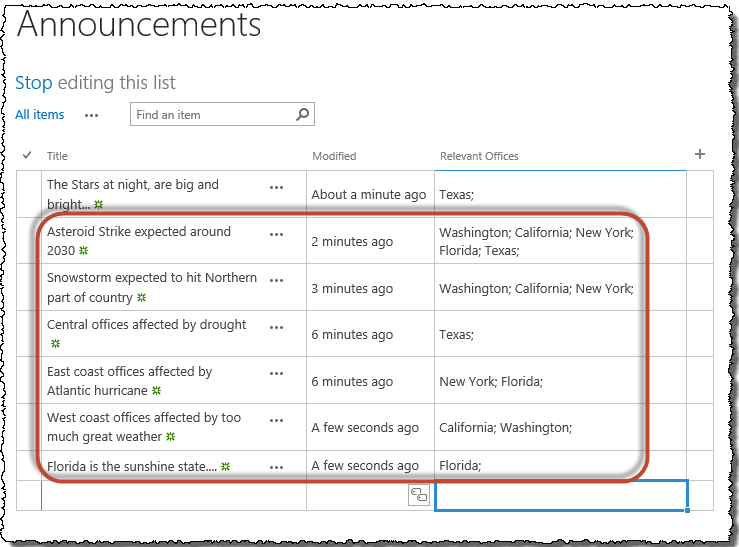 Announcements
Stop editing this list
All items ••• Find an item
✓ Title Modified Relevant Offices +
The Stars at night, are big and
bright... ••• About a minute ago Texas;
Asteroid Strike expected around
2030 ••• 2 minutes ago Washington; California; New York;
Florida; Texas;
Snowstorm expected to hit Northern
part of country ••• 3 minutes ago Washington; California; New York;
Central offices affected by drought ••• 6 minutes ago Texas;
East coast offices affected by
Atlantic hurricane ••• 6 minutes ago New York; Florida;
West coast offices affected by too
much great weather ••• A few seconds ago California; Washington;
Florida is the sunshine state.... ••• A few seconds ago Florida;